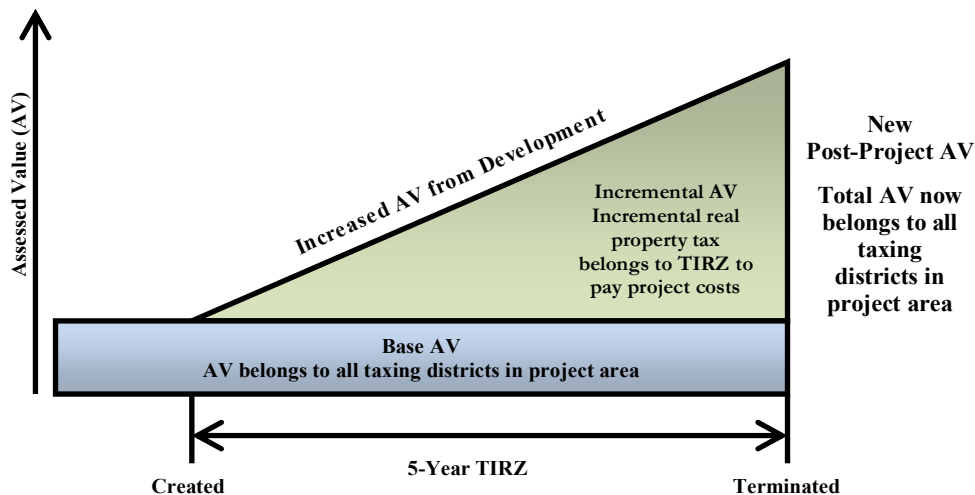 Assessed Value (AV)
Increased AV from Development
Incremental AV
Incremental real
property tax
belongs to TIRZ to
pay project costs
New
Post-Project AV
Total AV now
belongs to all
taxing
districts in
project area
Base AV
AV belongs to all taxing districts in project area
5-Year TIRZ
Created
Terminated